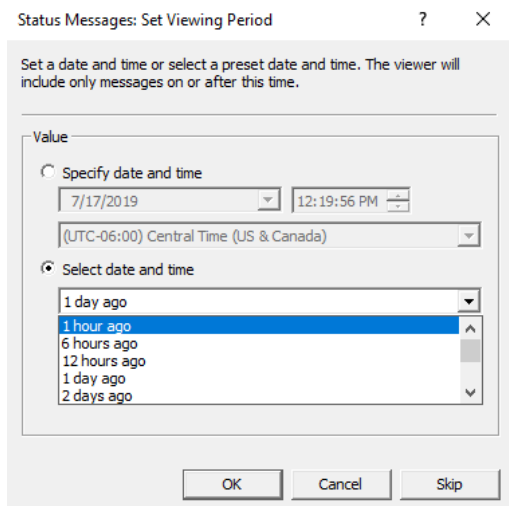 Status Messages: Set Viewing Period
Set a date and time or select a preset date and time. The viewer will
include only messages on or after this time.
Value
Specify date and time
7/17/2019 12:19:56 PM
(UTC-06:00) Central Time (US & Canada)
Select date and time
1 day ago
1 hour ago
6 hours ago
12 hours ago
1 day ago
2 days ago
OK Cancel Skip